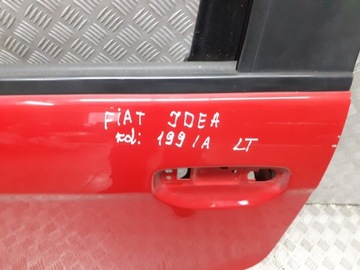 FiAT IDEA
kol: 199/A LT